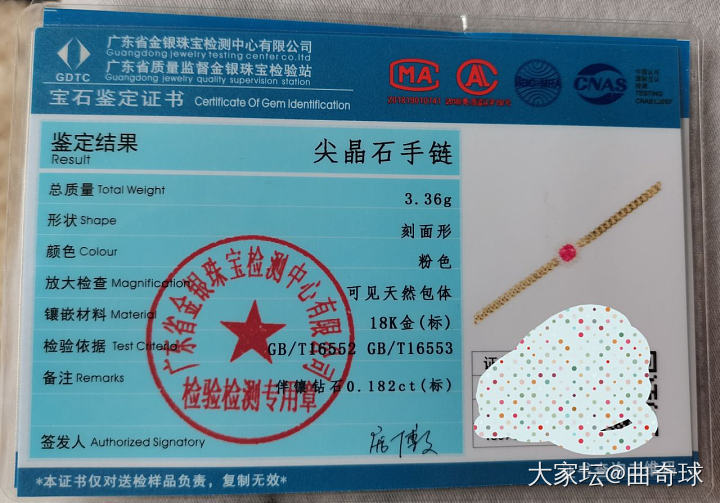 广东省金银珠宝检测中心有限公司
Guangdong jewelry testing center co.ltd
广东省质量监督金银珠宝检验站
Guangdong jewelry quality supervision station
GDTC
宝石鉴定证书 Certificate Of Gem Identification
MA
AL
CNAS
TESTING
鉴定结果
Result
尖晶石手链
总质量 Total Weight 3.36g
形状 Shape 刻面形
颜色 Colour 粉色
放大检查 Magnification 可见天然包体
镶嵌材料 Material 18K金(标)
检验依据 Test Criteria GB/T16552 GB/T16553
备注 Remarks 伴镶钻石0.182ct(标)
广东省金银珠宝检测中心有限公司
检验检测专用章
签发人 Authorized Signatory
*本证书仅对送检样品负责，复制无效*
大家坛@曲奇球